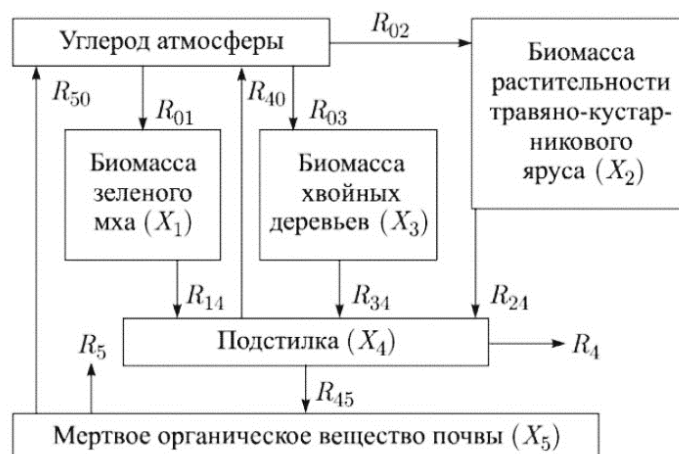 Углерод атмосферы
R₀₂
Биомасса
растительности
травяно-кустар-
никового
яруса (X₂)
R₅₀
R₀₁
R₄₀
R₀₃
Биомасса
зеленого
мха (X₁)
Биомасса
хвойных
деревьев (X₃)
R₁₄
R₃₄
R₂₄
R₅
Подстилка (X₄)
R₄
R₄₅
Мертвое органическое вещество почвы (X₅)